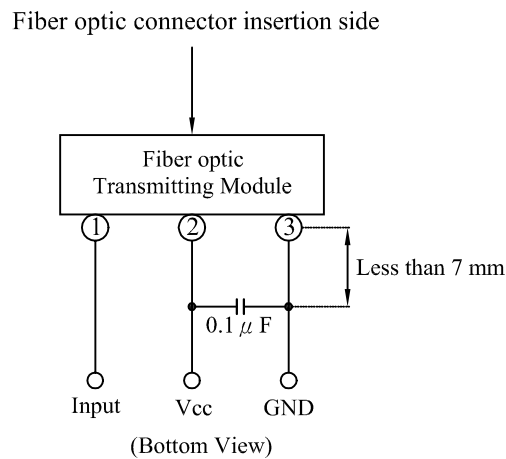 Fiber optic connector insertion side
Fiber optic
Transmitting Module
1 2 3
Less than 7 mm
0.1 μ F
Input Vcc GND
(Bottom View)